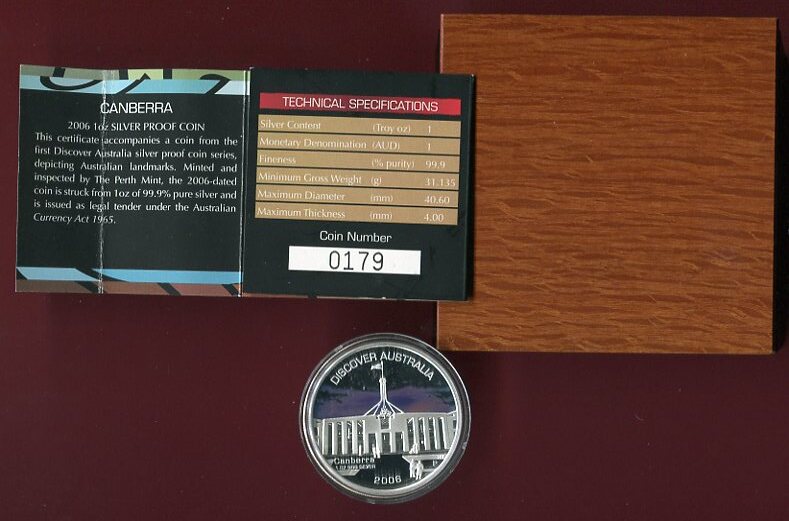 CANBERRA
2006 1oz SILVER PROOF COIN
This certificate accompanies a coin from the
first Discover Australia silver proof coin series,
depicting Australian landmarks. Minted and
inspected by The Perth Mint, the 2006-dated
coin is struck from 1oz of 99.9% pure silver and
is issued as legal tender under the Australian
Currency Act 1965.
TECHNICAL SPECIFICATIONS
Silver Content (Troy oz) 1
Monetary Denomination (AUD) 1
Fineness (% purity) 99.9
Minimum Gross Weight (g) 31.135
Maximum Diameter (mm) 40.60
Maximum Thickness (mm) 4.00
Coin Number
0179
DISCOVER AUSTRALIA
Canberra
1 OZ 999 SILVER
2006